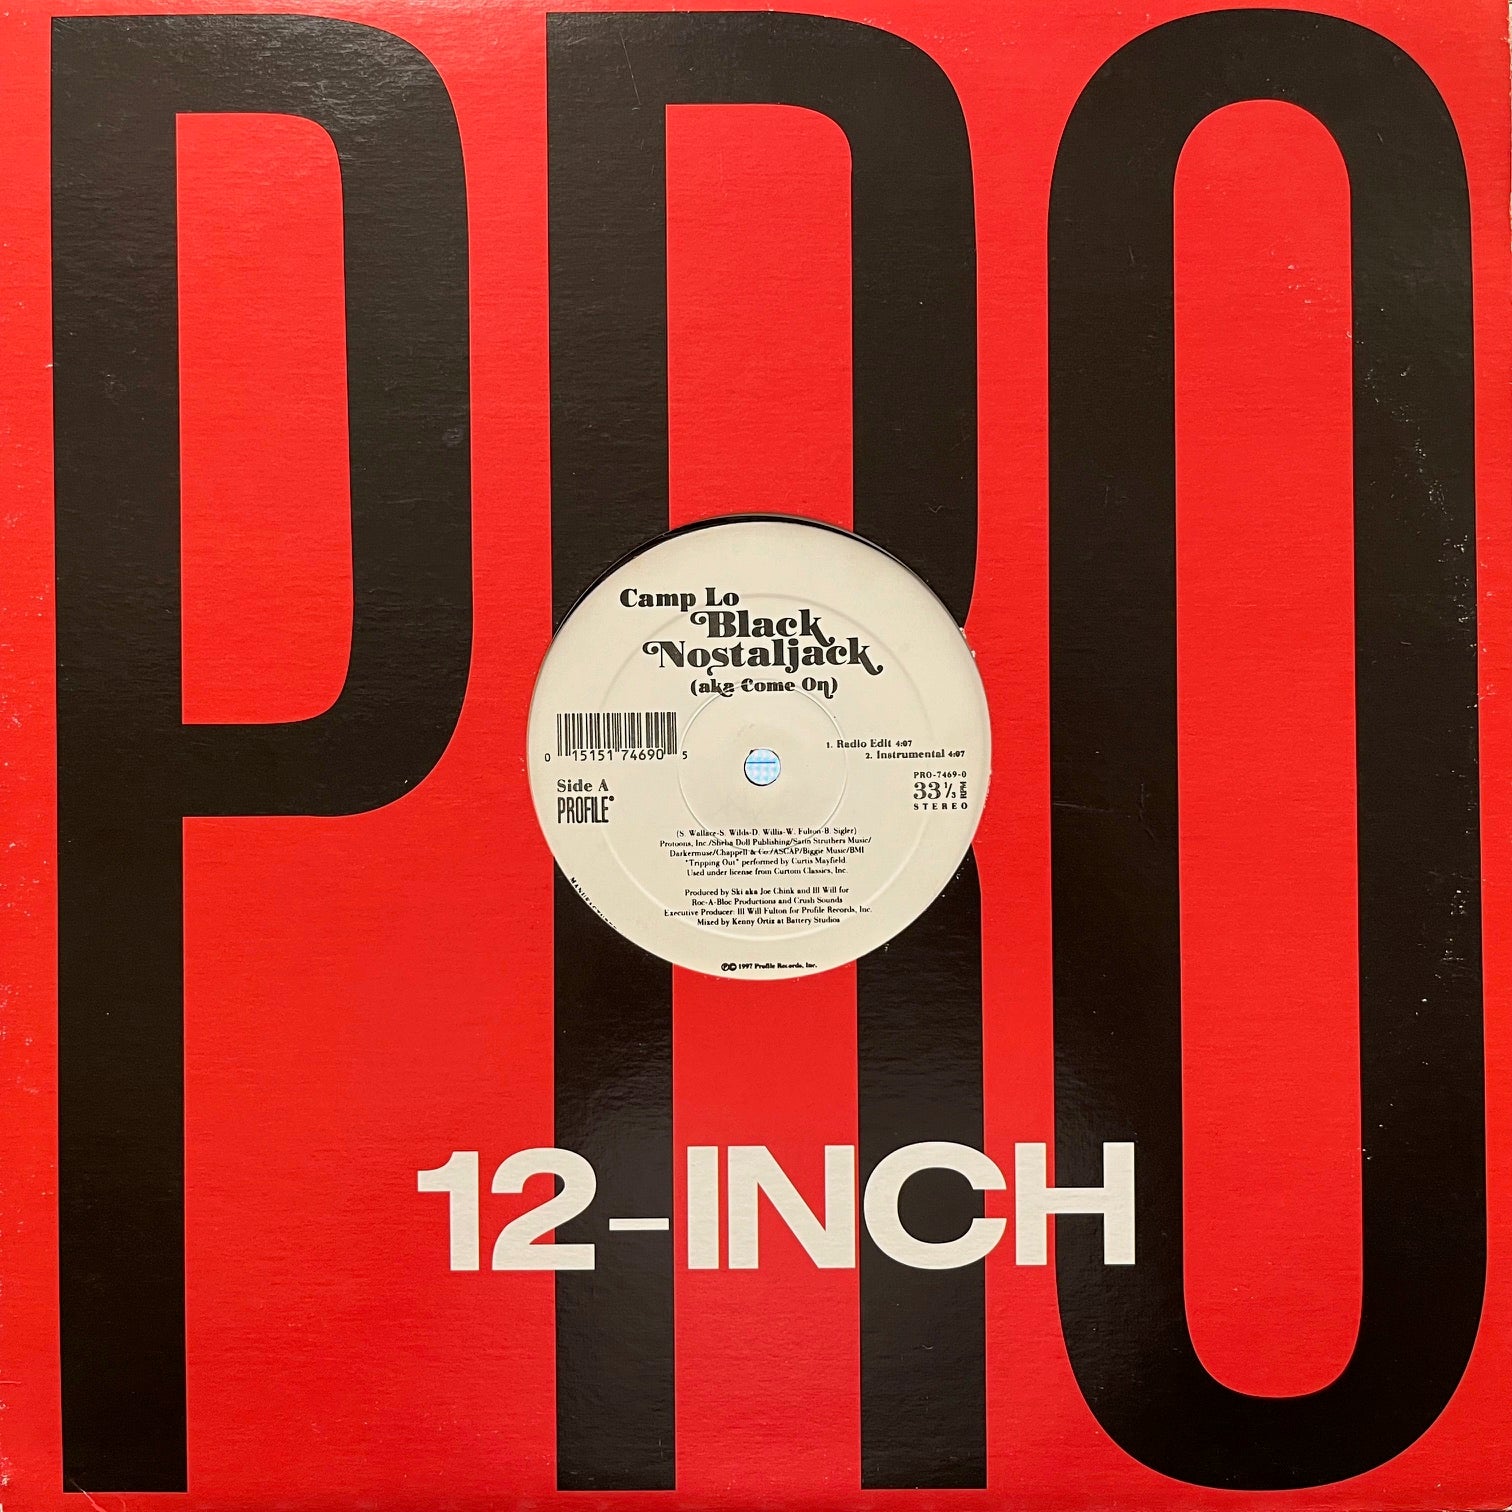 PRO
Camp Lo
Black
Nostaljack
(aka Come On)
0 15151 74690 5
1. Radio Edit 4:07
2. Instrumental 4:07
Side A
PROFILE®
PRO-7469-0
33 1/3 RPM
STEREO
(S. Wallace-S. Wilds-D. Willis-W. Fulton-B. Sigler)
Protoons, Inc./Sheba Doll Publishing/Satin Struthers Music/
Darkermuse/Chappell & Co./ASCAP/Biggie Music/BMI
"Tripping Out" performed by Curtis Mayfield.
Used under license from Curtom Classics, Inc.
Produced by Ski aka Joe Chink and Ill Will for
Roc-A-Bloc Productions and Crush Sounds
Executive Producer: Ill Will Fulton for Profile Records, Inc.
Mixed by Kenny Ortiz at Battery Studios
℗© 1997 Profile Records, Inc.
12-INCH